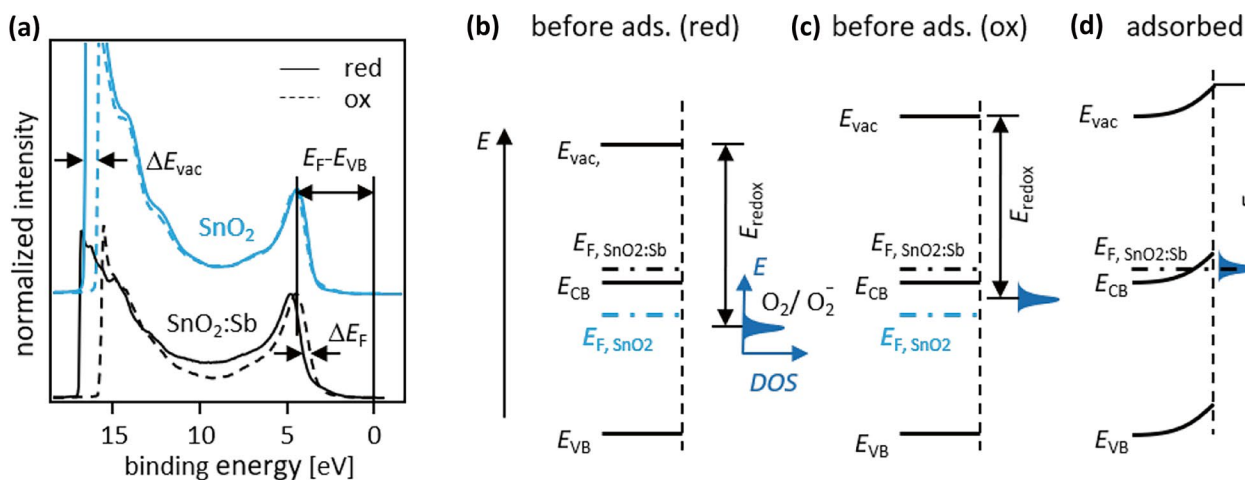 (a)
normalized intensity
red
ox
ΔE_vac
E_F-E_VB
SnO₂
SnO₂:Sb
ΔE_F
15
10
5
0
binding energy [eV]
(b) before ads. (red)
E
E_vac,
E_redox
E_F, SnO2:Sb
E_CB
E_F, SnO2
E_VB
E
O₂/ O₂⁻
DOS
(c) before ads. (ox)
E_vac
E_redox
E_F, SnO2:Sb
E_CB
E_F, SnO2
E_VB
(d) adsorbed
E_vac
E_F, SnO2:Sb
E_CB
E_VB